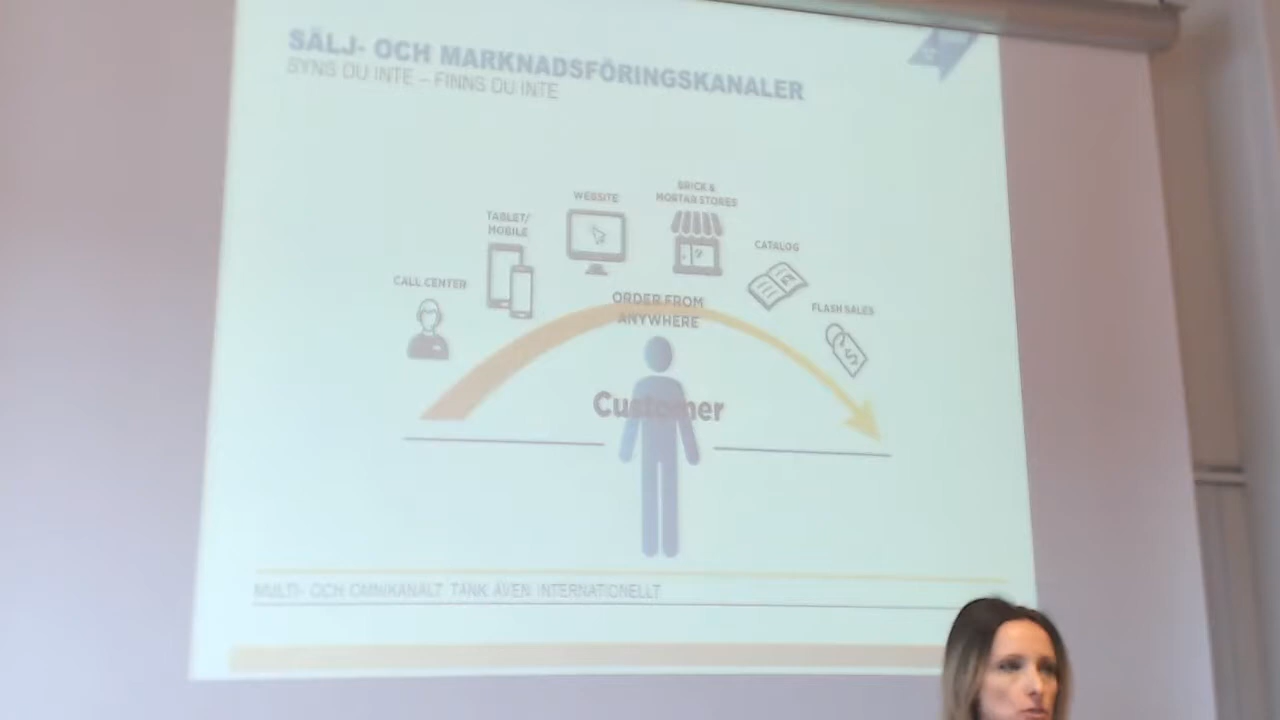 SÄLJ- OCH MARKNADSFÖRINGSKANALER
SYNS DU INTE – FINNS DU INTE
CALL CENTER
TABLET/
MOBILE
WEBSITE
BRICK &
MORTAR STORES
CATALOG
FLASH SALES
ORDER FROM
ANYWHERE
Customer
MULTI- OCH OMNIKANALT TÄNK ÄVEN INTERNATIONELLT